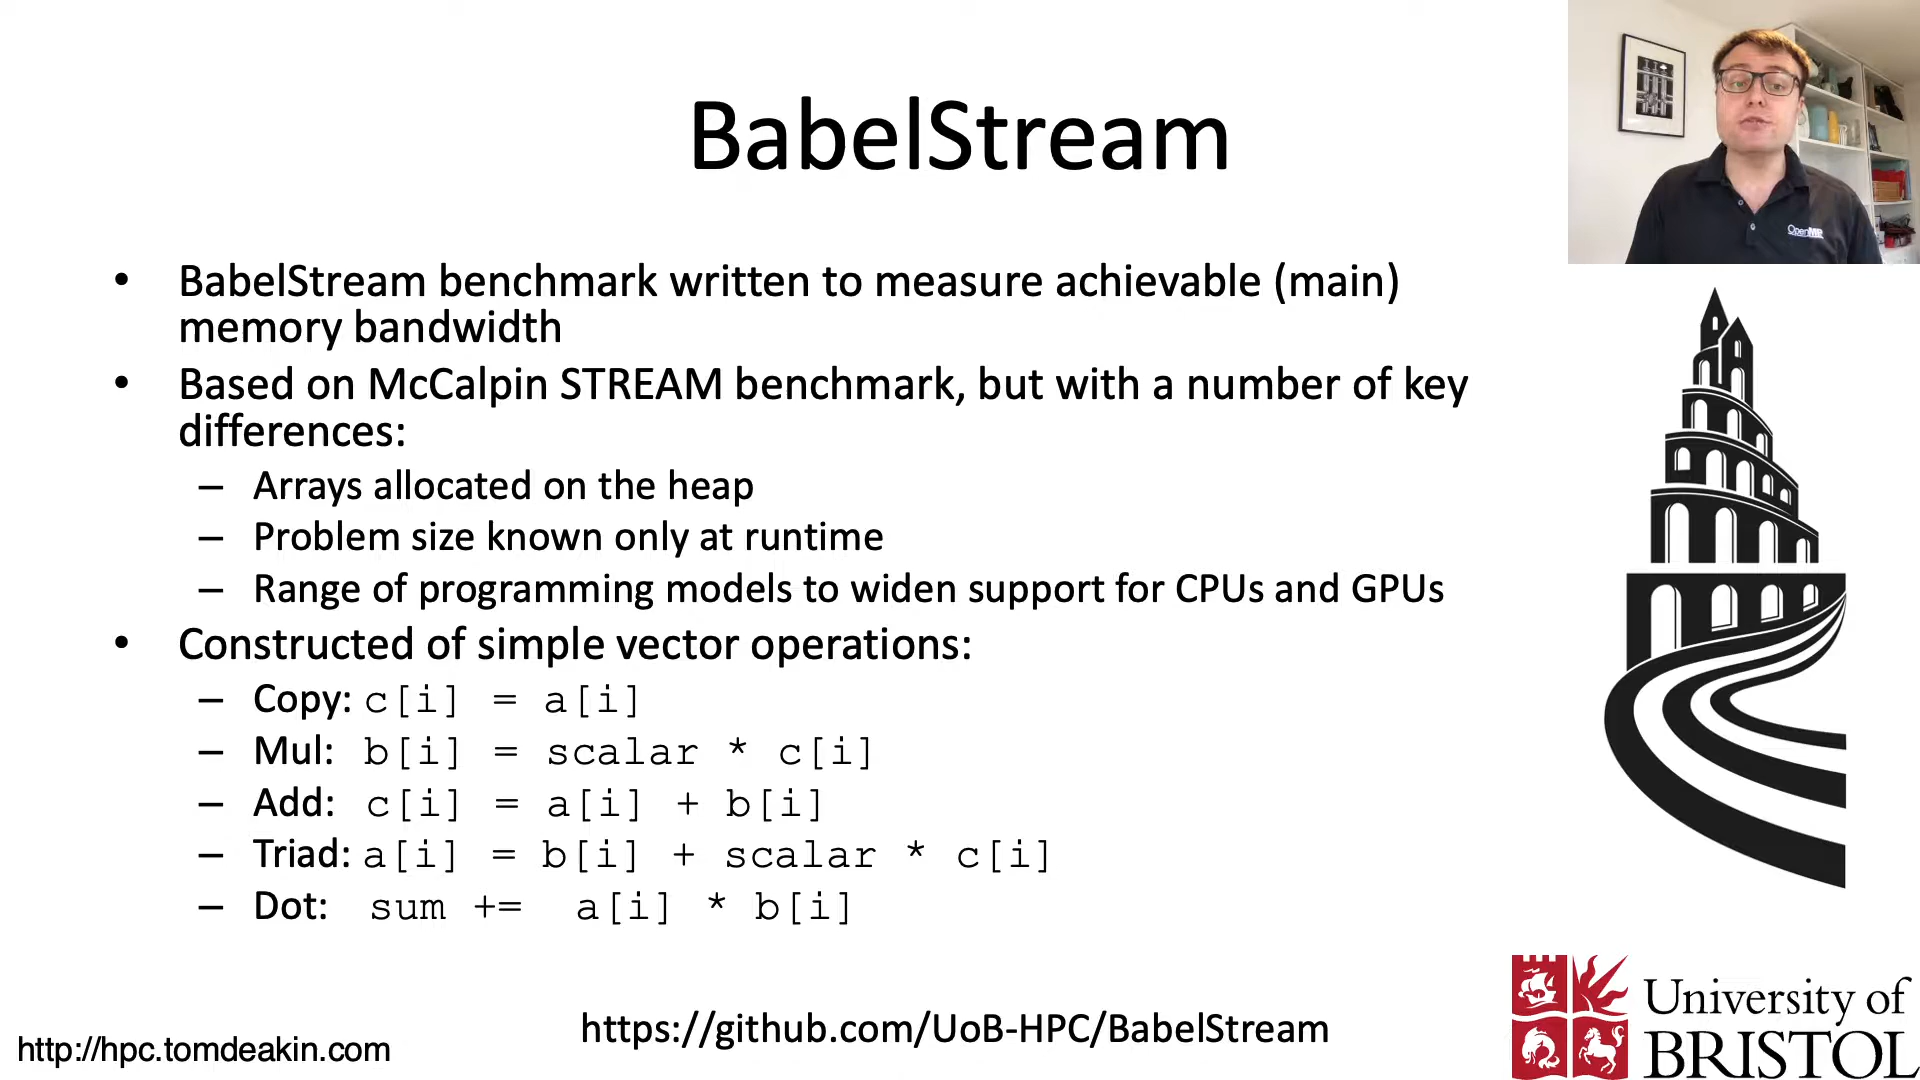 BabelStream
OpenMP
• BabelStream benchmark written to measure achievable (main)
memory bandwidth
• Based on McCalpin STREAM benchmark, but with a number of key
differences:
– Arrays allocated on the heap
– Problem size known only at runtime
– Range of programming models to widen support for CPUs and GPUs
• Constructed of simple vector operations:
– Copy: c[i] = a[i]
– Mul: b[i] = scalar * c[i]
– Add: c[i] = a[i] + b[i]
– Triad: a[i] = b[i] + scalar * c[i]
– Dot: sum += a[i] * b[i]
https://github.com/UoB-HPC/BabelStream
http://hpc.tomdeakin.com
University of
BRISTOL